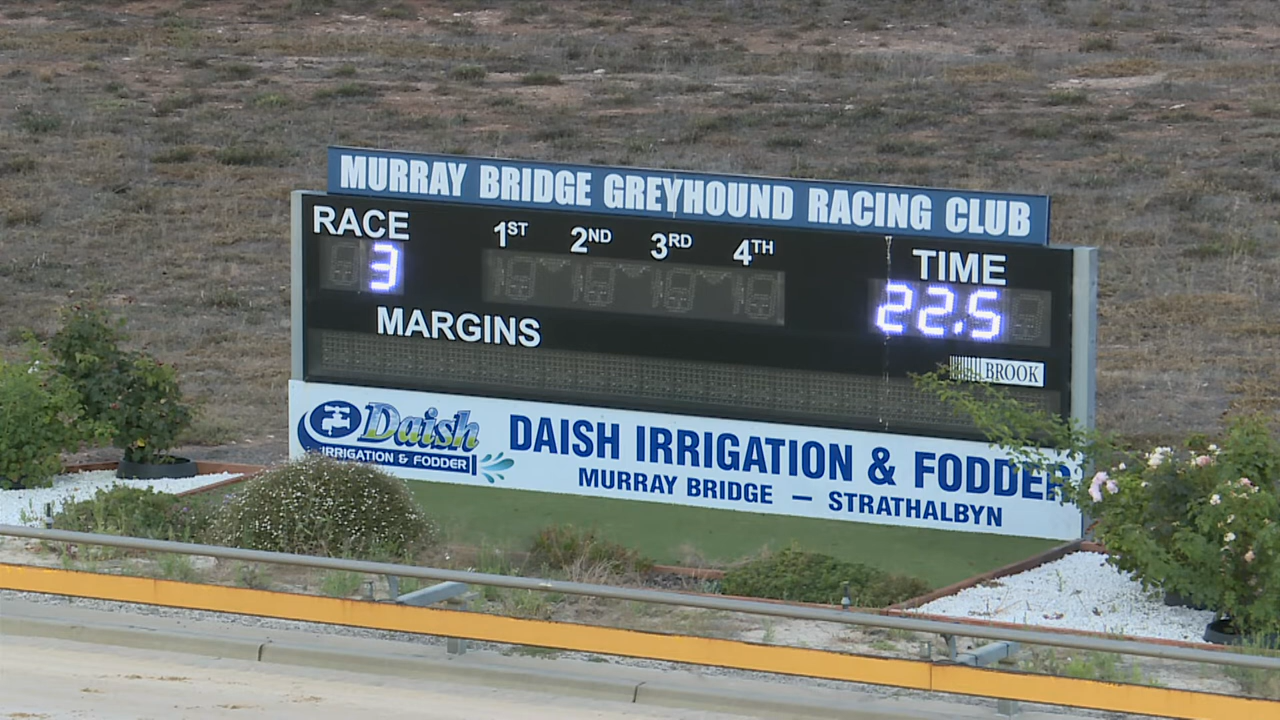 MURRAY BRIDGE GREYHOUND RACING CLUB
RACE 1ST 2ND 3RD 4TH TIME
3 22.5
MARGINS
BROOK
Daish
IRRIGATION & FODDER
DAISH IRRIGATION & FODDER
MURRAY BRIDGE – STRATHALBYN